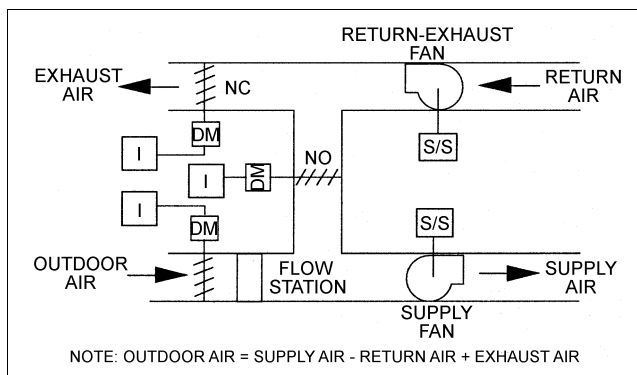 RETURN-EXHAUST
FAN
EXHAUST
AIR
NC
RETURN
AIR
DM
S/S
I
NO
I
DM
I
S/S
DM
OUTDOOR
AIR
FLOW
STATION
SUPPLY
AIR
SUPPLY
FAN
NOTE: OUTDOOR AIR = SUPPLY AIR - RETURN AIR + EXHAUST AIR